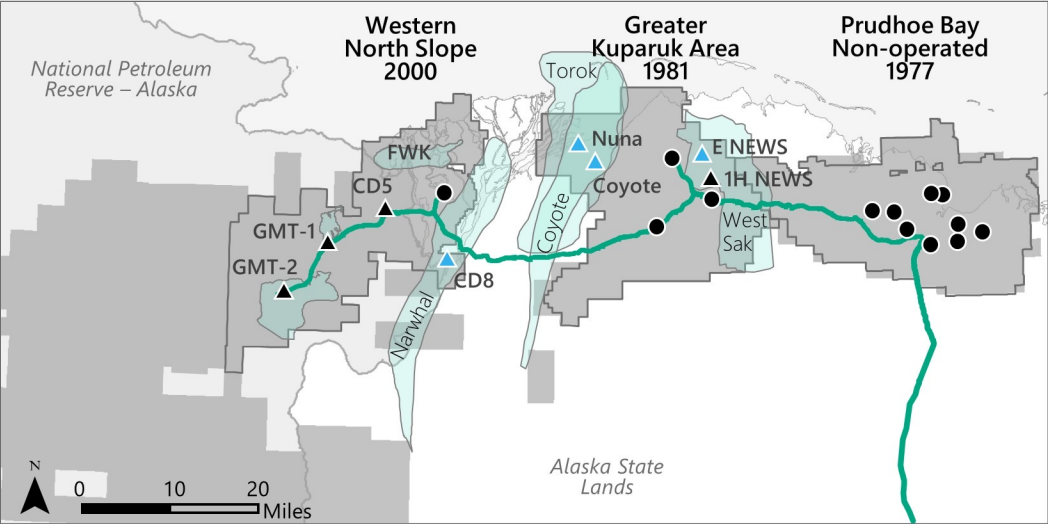 Western
North Slope
2000
Greater
Kuparuk Area
1981
Prudhoe Bay
Non-operated
1977
National Petroleum
Reserve – Alaska
Torok
Nuna
E NEWS
FWK
CD5
Coyote
1H NEWS
GMT-1
Coyote
West
Sak
GMT-2
CD8
Narwhal
Alaska State
Lands
N
0 10 20
Miles